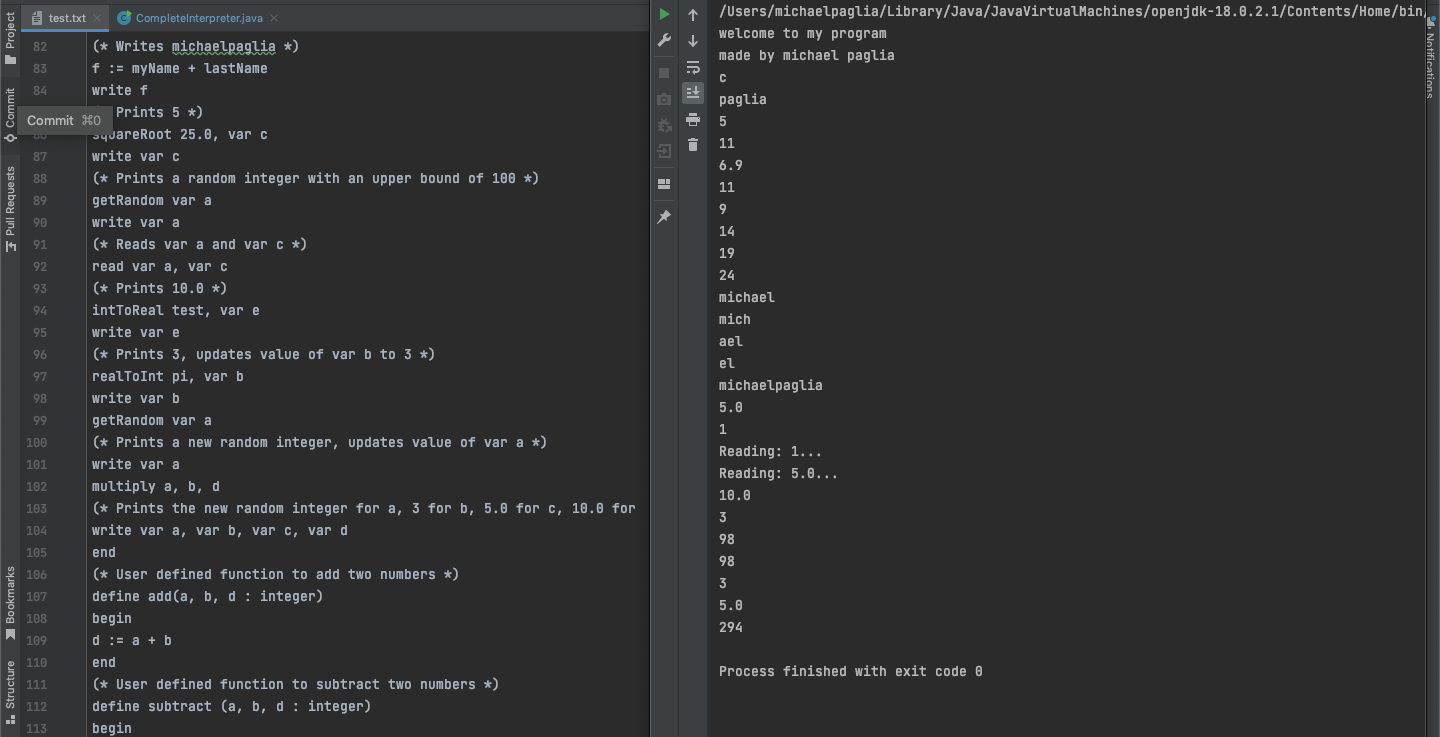 Project
Commit
Pull Requests
Bookmarks
Structure
test.txt
CompleteInterpreter.java
Commit ⌘0
82 (* Writes michaelpaglia *)
83 f := myName + lastName
84 write f
Prints 5 *)
squareRoot 25.0, var c
87 write var c
88 (* Prints a random integer with an upper bound of 100 *)
89 getRandom var a
90 write var a
91 (* Reads var a and var c *)
92 read var a, var c
93 (* Prints 10.0 *)
94 intToReal test, var e
95 write var e
96 (* Prints 3, updates value of var b to 3 *)
97 realToInt pi, var b
98 write var b
99 getRandom var a
100 (* Prints a new random integer, updates value of var a *)
101 write var a
102 multiply a, b, d
103 (* Prints the new random integer for a, 3 for b, 5.0 for c, 10.0 for
104 write var a, var b, var c, var d
105 end
106 (* User defined function to add two numbers *)
107 define add(a, b, d : integer)
108 begin
109 d := a + b
110 end
111 (* User defined function to subtract two numbers *)
112 define subtract (a, b, d : integer)
113 begin
/Users/michaelpaglia/Library/Java/JavaVirtualMachines/openjdk-18.0.2.1/Contents/Home/bin/
welcome to my program
made by michael paglia
c
paglia
5
11
6.9
11
9
14
19
24
michael
mich
ael
el
michaelpaglia
5.0
1
Reading: 1...
Reading: 5.0...
10.0
3
98
98
3
5.0
294
Process finished with exit code 0
Notifications